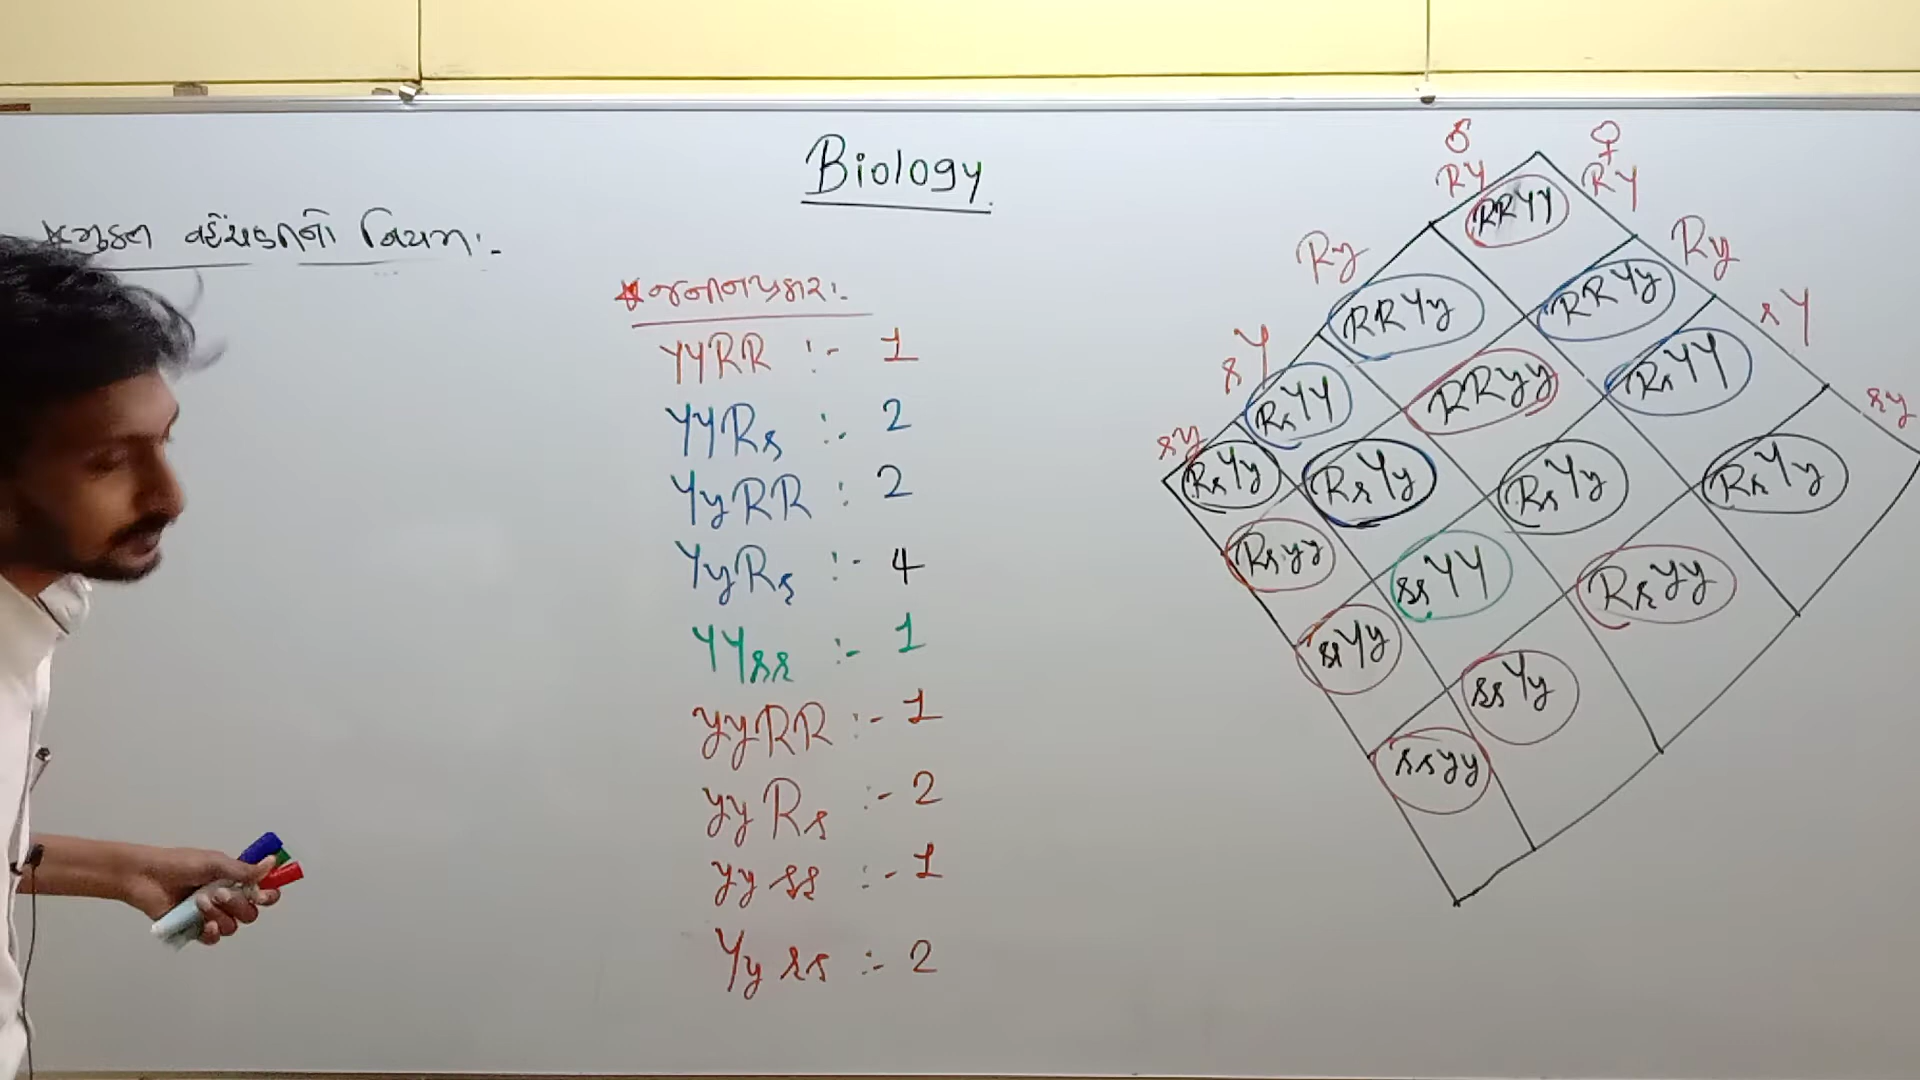 Biology
મુક્ત વહેંચણીનો નિયમ :-
* જનીનપ્રકાર :-
YYRR :- 1
YYRr :- 2
YyRR : 2
YyRr :- 4
YYrr :- 1
yyRR :- 1
yyRr :- 2
yyrr :- 1
Yyrr :- 2
♂ ♀
RY RY
RRYY
Ry Ry
RRYy RRYy
rY rY
RrYY RRyy RrYY
ry ry
RrYy RrYy RrYy RrYy
Rryy rrYY Rryy
rrYy rrYy
rryy